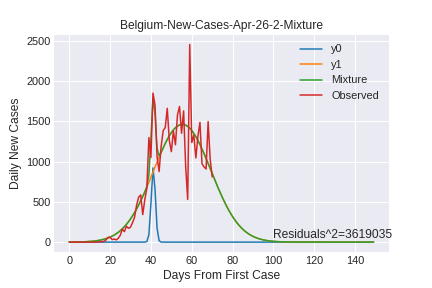 Belgium-New-Cases-Apr-26-2-Mixture
2500
2000
1500
1000
500
0
Daily New Cases
y0
y1
Mixture
Observed
Residuals^2=3619035
0 20 40 60 80 100 120 140
Days From First Case